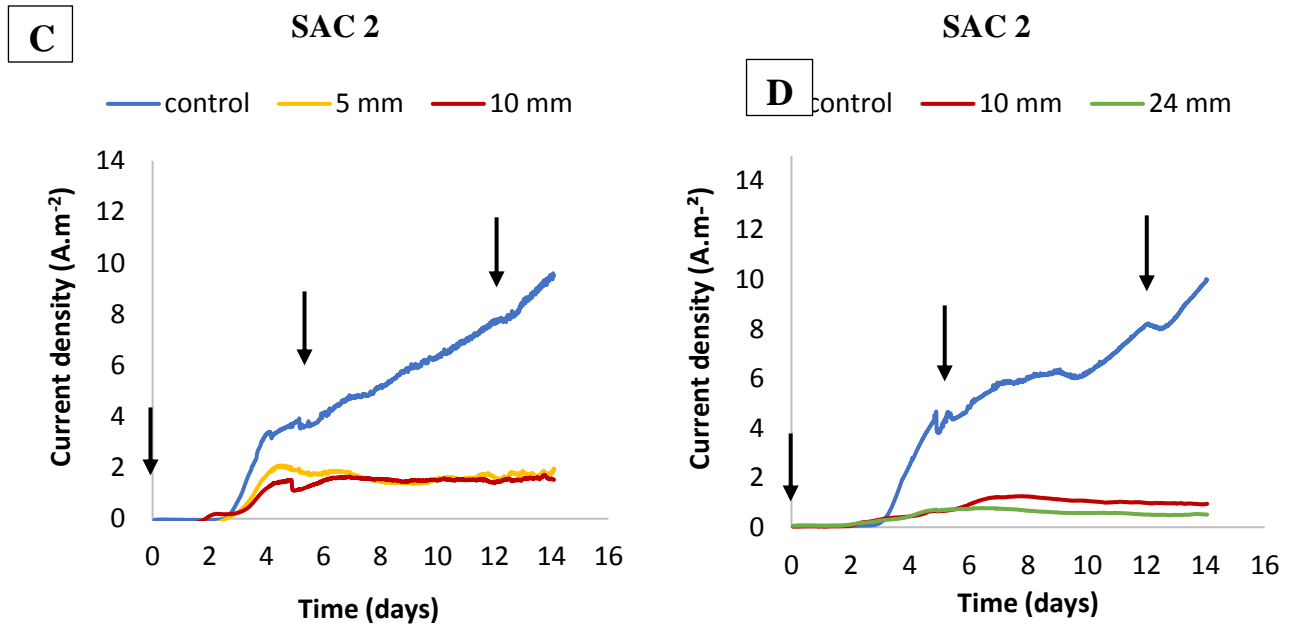 C
SAC 2
control 5 mm 10 mm
Current density (A.m-2)
14
12
10
8
6
4
2
0
0 2 4 6 8 10 12 14 16
Time (days)
SAC 2
D
control 10 mm 24 mm
Current density (A.m-²)
14
12
10
8
6
4
2
0
0 2 4 6 8 10 12 14 16
Time (days)